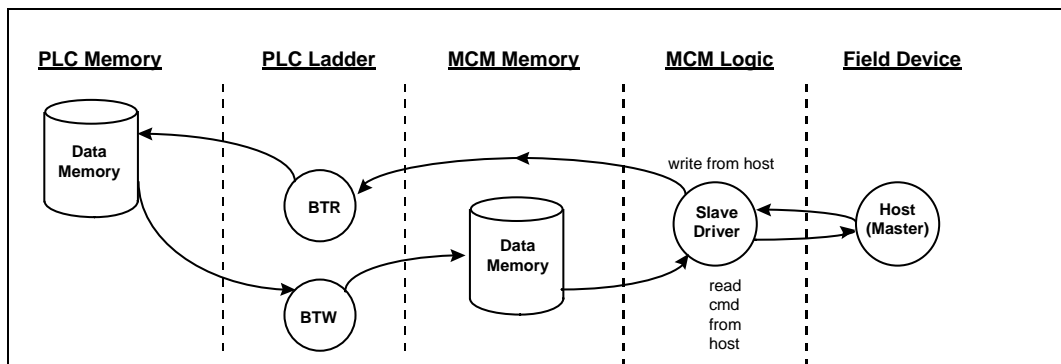 PLC Memory
PLC Ladder
MCM Memory
MCM Logic
Field Device
Data
Memory
BTR
BTW
Data
Memory
write from host
Slave
Driver
read
cmd
from
host
Host
(Master)